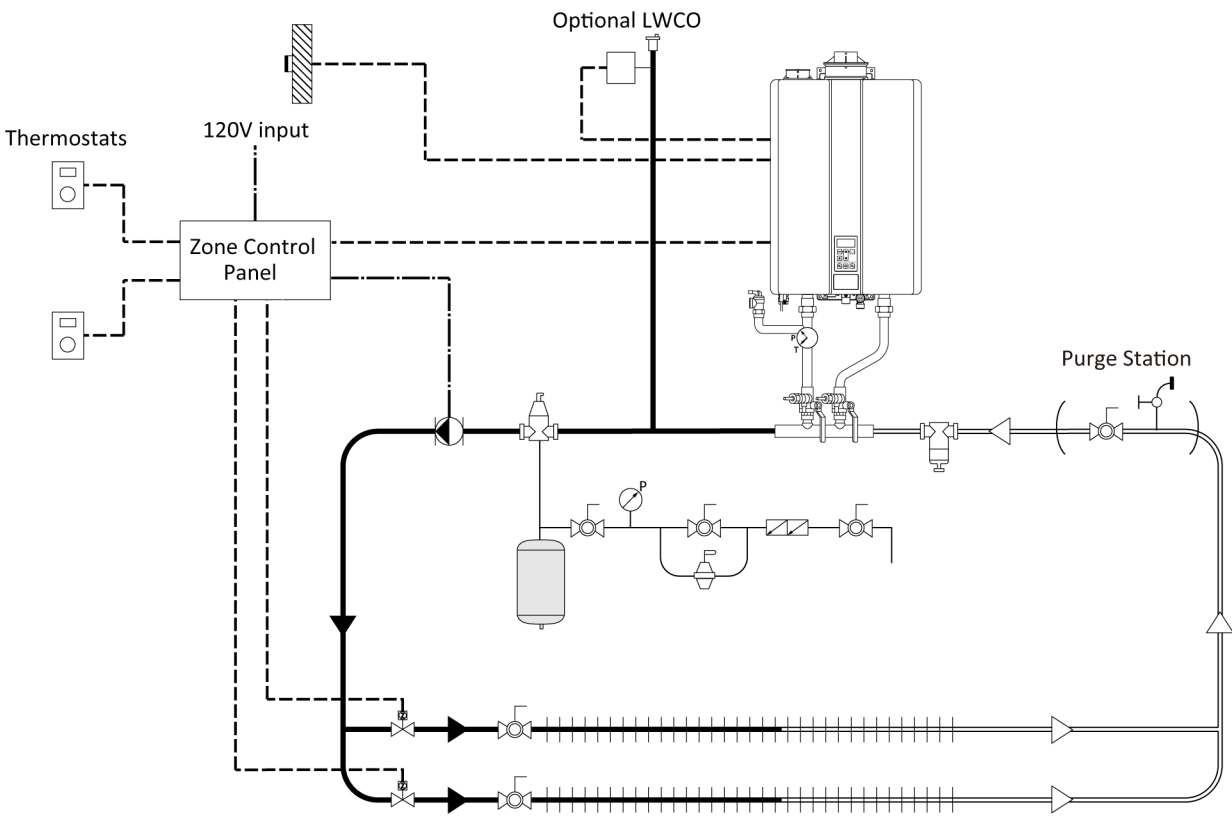 Optional LWCO
120V input
Thermostats
Zone Control
Panel
P
T
Purge Station
P
Z
Z